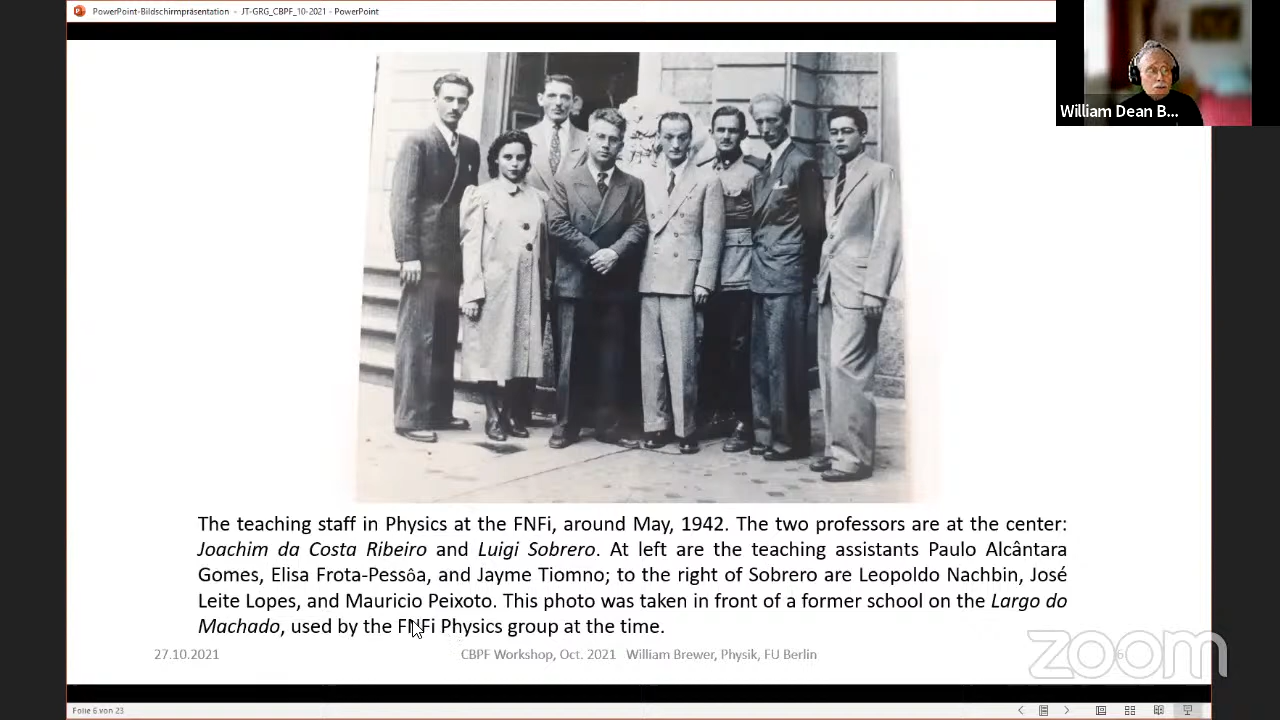 PowerPoint-Bildschirmpräsentation - JT-GRG_CBPF_10-2021 - PowerPoint
William Dean B...
The teaching staff in Physics at the FNFi, around May, 1942. The two professors are at the center:
Joachim da Costa Ribeiro and Luigi Sobrero. At left are the teaching assistants Paulo Alcântara
Gomes, Elisa Frota-Pessôa, and Jayme Tiomno; to the right of Sobrero are Leopoldo Nachbin, José
Leite Lopes, and Mauricio Peixoto. This photo was taken in front of a former school on the Largo do
Machado, used by the FNFi Physics group at the time.
27.10.2021
CBPF Workshop, Oct. 2021 William Brewer, Physik, FU Berlin
6
zoom
Folie 6 von 23